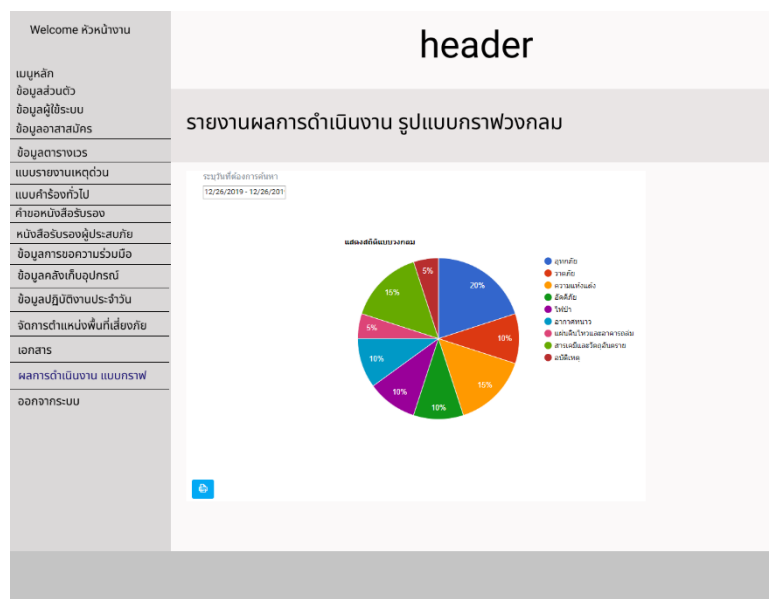 Welcome หัวหน้างาน
header
เมนูหลัก
ข้อมูลส่วนตัว
ข้อมูลผู้ใช้ระบบ
ข้อมูลอาสาสมัคร
ข้อมูลตารางเวร
แบบรายงานเหตุด่วน
แบบคำร้องทั่วไป
คำขอหนังสือรับรอง
หนังสือรับรองผู้ประสบภัย
ข้อมูลการขอความร่วมมือ
ข้อมูลคลังเก็บอุปกรณ์
ข้อมูลปฏิบัติงานประจำวัน
จัดการตำแหน่งพื้นที่เสี่ยงภัย
เอกสาร
ผลการดำเนินงาน แบบกราฟ
ออกจากระบบ
รายงานผลการดำเนินงาน รูปแบบกราฟวงกลม
ระบุวันที่ต้องการค้นหา
12/26/2019 - 12/26/201
แสดงสถิติแบบวงกลม
20%
10%
15%
10%
10%
10%
5%
15%
5%
อุทกภัย
วาตภัย
ความแห้งแล้ง
อัคคีภัย
ไฟป่า
อากาศหนาว
แผ่นดินไหวและอาคารถล่ม
สารเคมีและวัตถุอันตราย
อุบัติเหตุ